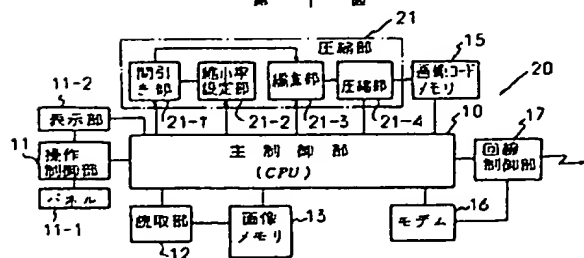 21
圧縮部
15
間引
き部
縮小率
設定部
編集部
圧縮部
画像コード
メモリ
20
11-2
21-1
21-2
21-3
21-4
10
17
表示部
11
操作
制御部
主制御部
(CPU)
回線
制御部
パネル
11-1
読取部
12
画像
メモリ
13
モデム
16